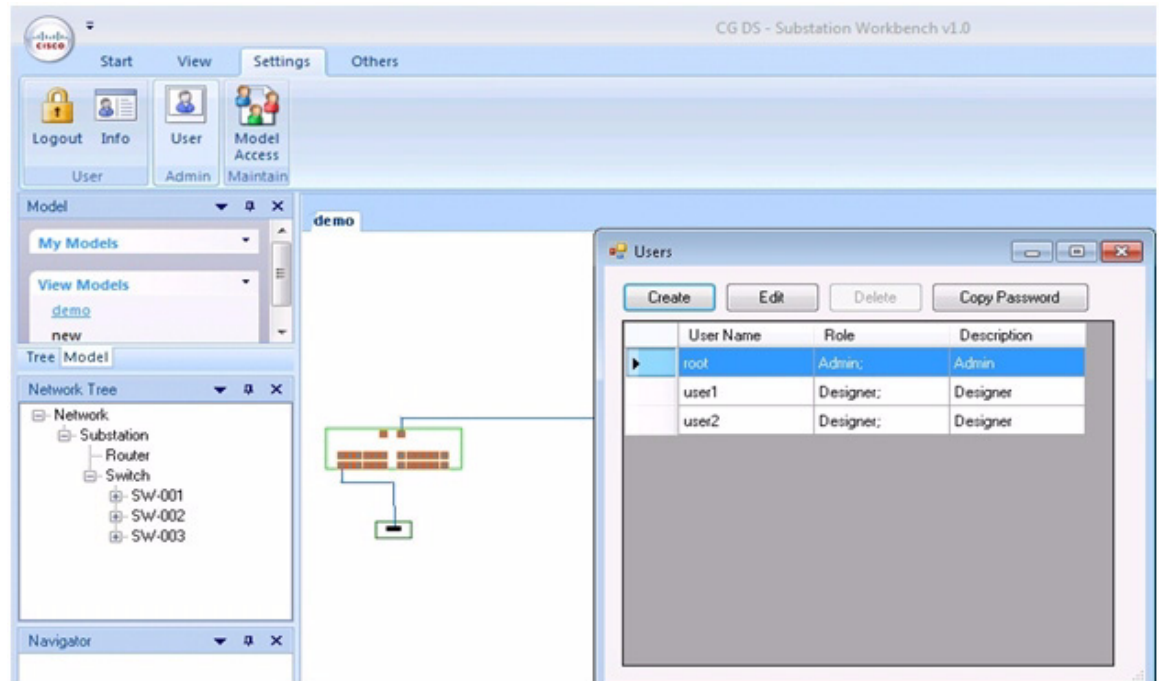 CG DS - Substation Workbench v1.0
CISCO
Start View Settings Others
Logout Info User Model Access
User Admin Maintain
Model
My Models
View Models
demo
new
Tree Model
Network Tree
Network
Substation
Router
Switch
SW-001
SW-002
SW-003
Navigator
demo
Users
Create Edit Delete Copy Password
User Name Role Description
root Admin; Admin
user1 Designer; Designer
user2 Designer; Designer